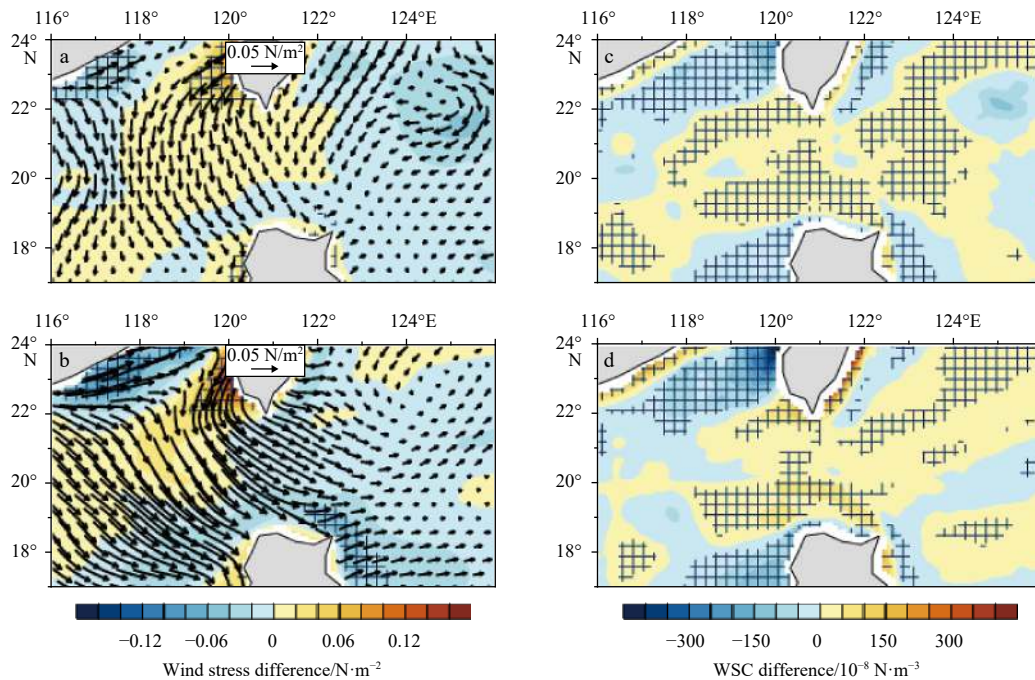 116° 118° 120° 122° 124°E
24°
N
22°
20°
18°
a
0.05 N/m²
116° 118° 120° 122° 124°E
24°
N
22°
20°
18°
c
116° 118° 120° 122° 124°E
24°
N
22°
20°
18°
b
0.05 N/m²
116° 118° 120° 122° 124°E
24°
N
22°
20°
18°
d
−0.12 −0.06 0 0.06 0.12
Wind stress difference/N·m⁻²
−300 −150 0 150 300
WSC difference/10⁻⁸ N·m⁻³